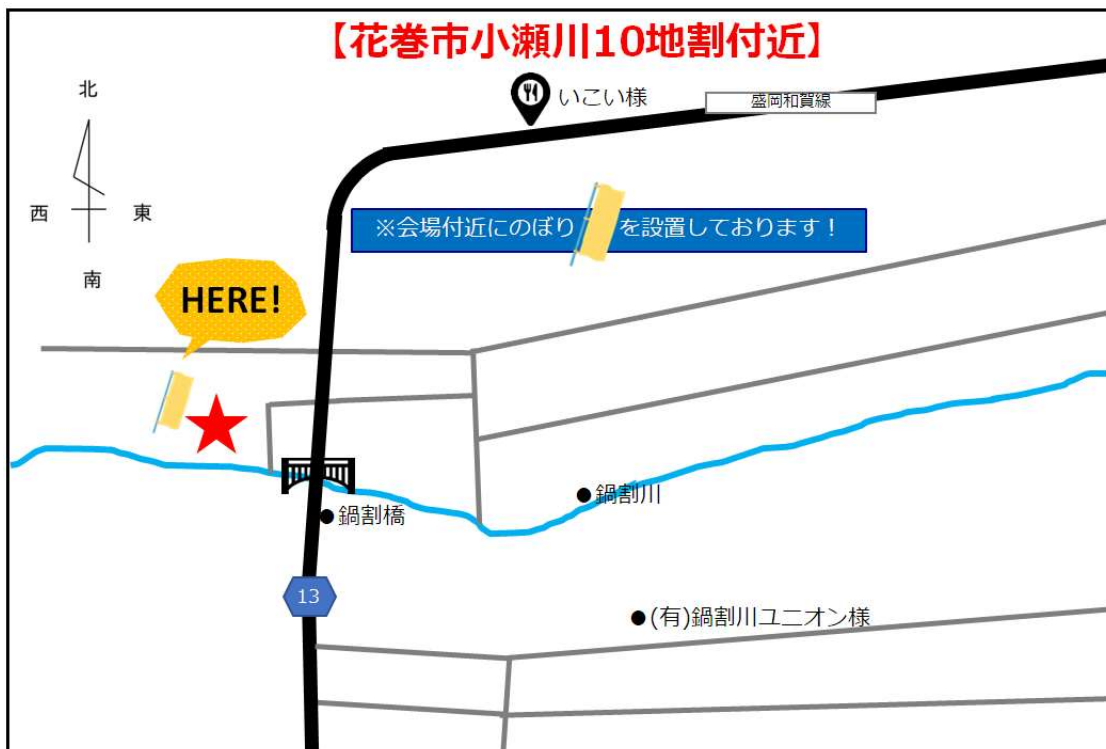 【花巻市小瀬川10地割付近】
北
いこい様
盛岡和賀線
西
東
※会場付近にのぼり を設置しております！
南
HERE!
鍋割川
鍋割橋
13
(有)鍋割川ユニオン様